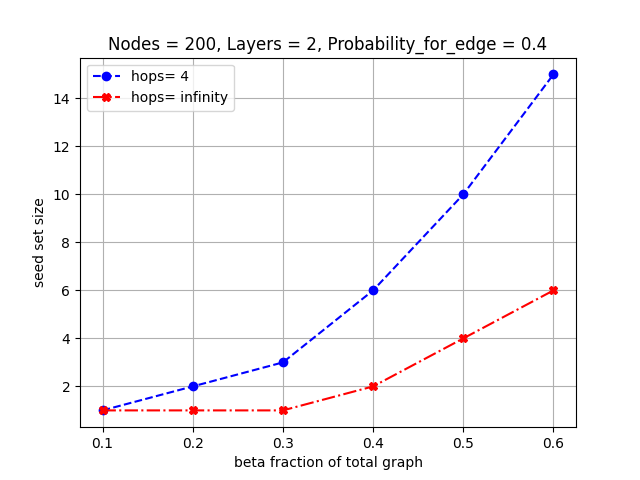 Nodes = 200, Layers = 2, Probability_for_edge = 0.4
hops= 4
hops= infinity
seed set size
14
12
10
8
6
4
2
0.1 0.2 0.3 0.4 0.5 0.6
beta fraction of total graph